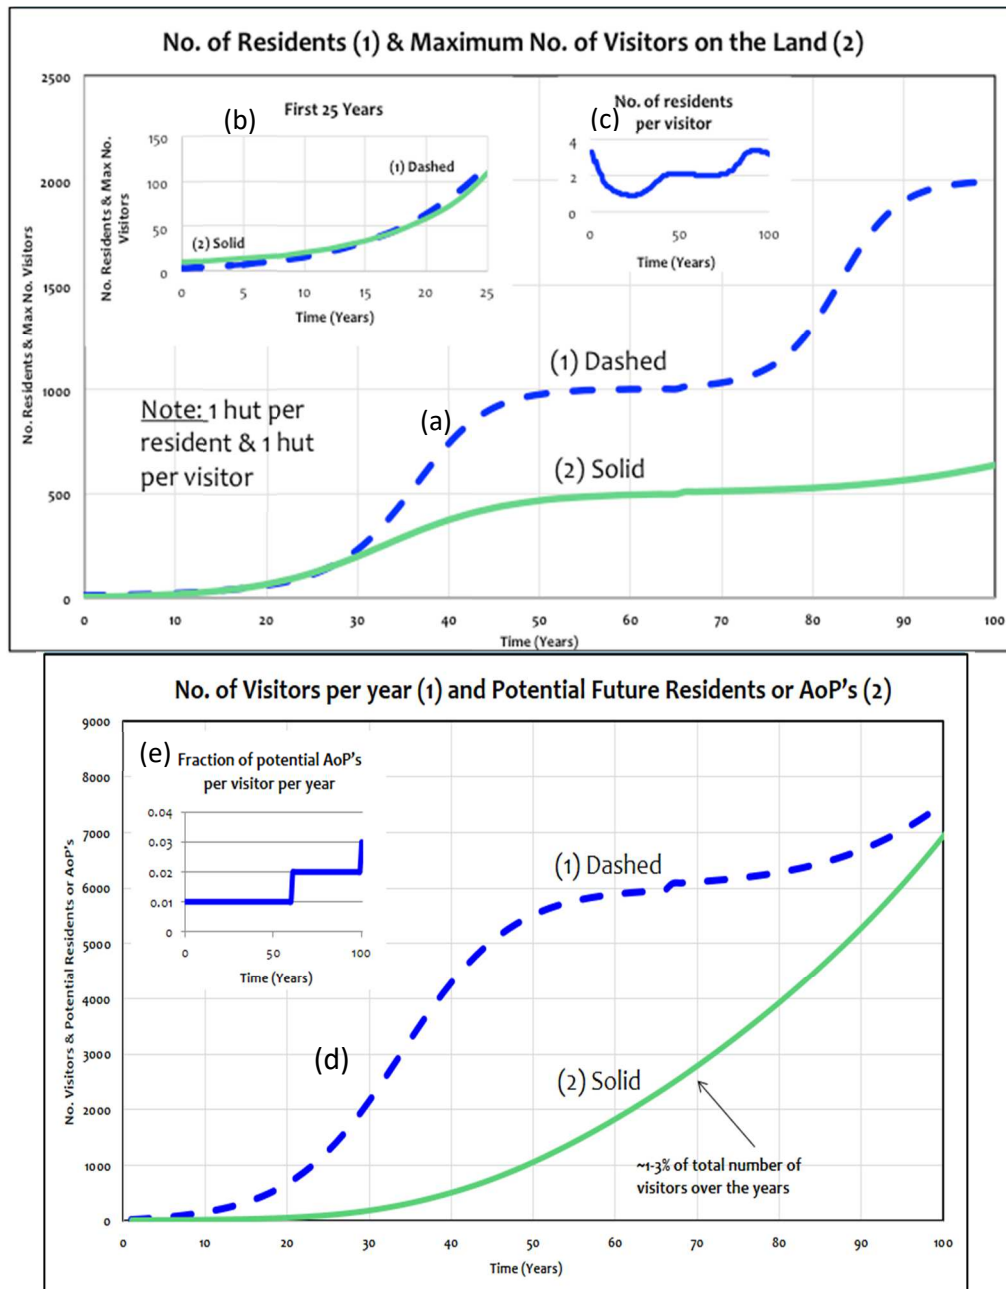 No. of Residents (1) & Maximum No. of Visitors on the Land (2)
No. Residents & Max No. Visitors
2500
2000
1500
1000
500
0
0 10 20 30 40 50 60 70 80 90 100
Time (Years)
(b)
First 25 Years
No. Residents & Max No.
Visitors
150
100
50
0
(1) Dashed
(2) Solid
0 5 10 15 20 25
Time (Years)
(c)
No. of residents
per visitor
4
2
0
0 50 100
Time (Years)
Note: 1 hut per
resident & 1 hut
per visitor
(a)
(1) Dashed
(2) Solid
No. of Visitors per year (1) and Potential Future Residents or AoP's (2)
No. Visitors & Potential Residents or AoP's
9000
8000
7000
6000
5000
4000
3000
2000
1000
0
0 10 20 30 40 50 60 70 80 90 100
Time (Years)
(e)
Fraction of potential AoP's
per visitor per year
0.04
0.03
0.02
0.01
0
0 50 100
Time (Years)
(d)
(1) Dashed
(2) Solid
~1-3% of total number of
visitors over the years